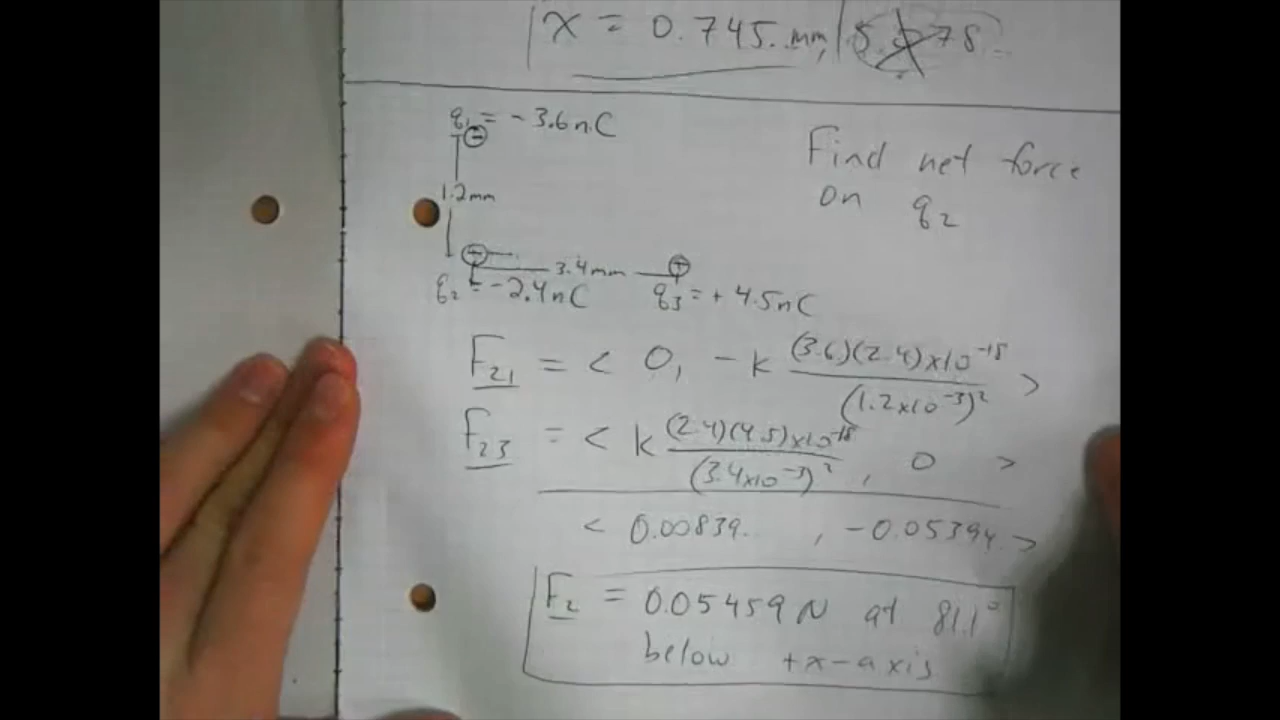 x = 0.745 mm
q₁ = -3.6nC
Find net force
on q₂
1.2mm
3.4mm
q₂ = -2.4nC q₃ = +4.5nC
F₂₁ = < 0, -k (3.6)(2.4)x10⁻¹⁸ / (1.2x10⁻³)² >
F₂₃ = < k (2.4)(4.5)x10⁻¹⁸ / (3.4x10⁻³)², 0 >
< 0.00839, -0.05394 >
F₂ = 0.05459 N at 81.1°
below +x-axis